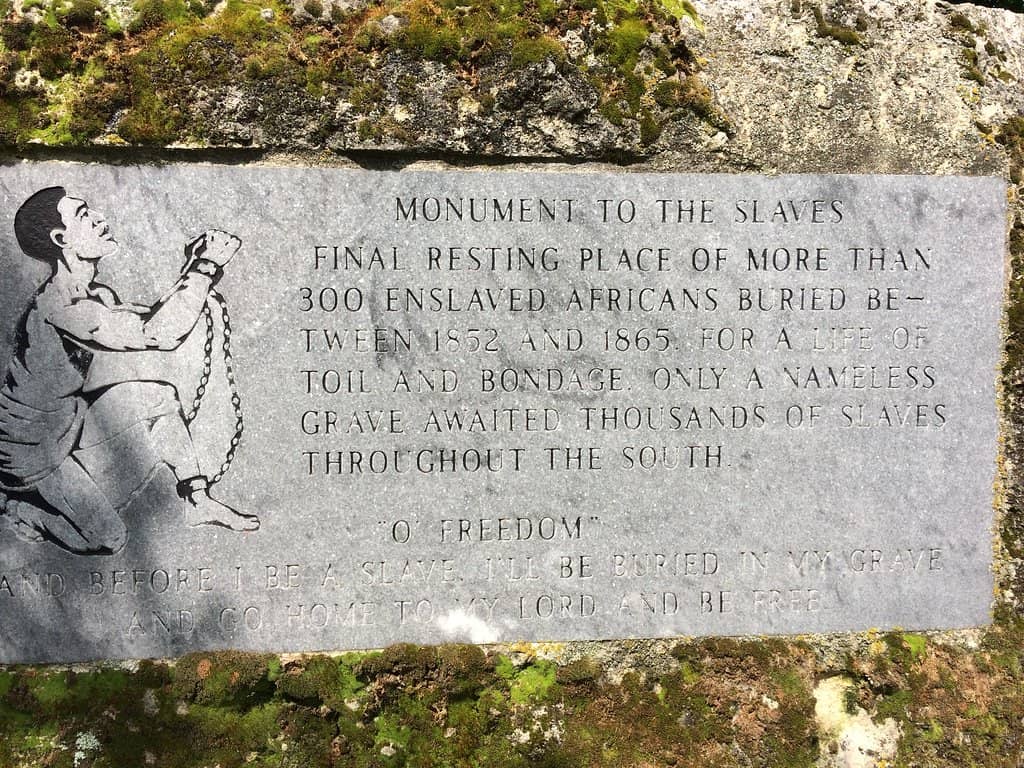 MONUMENT TO THE SLAVES
FINAL RESTING PLACE OF MORE THAN
300 ENSLAVED AFRICANS BURIED BE-
TWEEN 1852 AND 1865. FOR A LIFE OF
TOIL AND BONDAGE ONLY A NAMELESS
GRAVE AWAITED THOUSANDS OF SLAVES
THROUGHOUT THE SOUTH.
"O' FREEDOM"
AND BEFORE I BE A SLAVE, I'LL BE BURIED IN MY GRAVE
AND GO HOME TO MY LORD AND BE FREE.